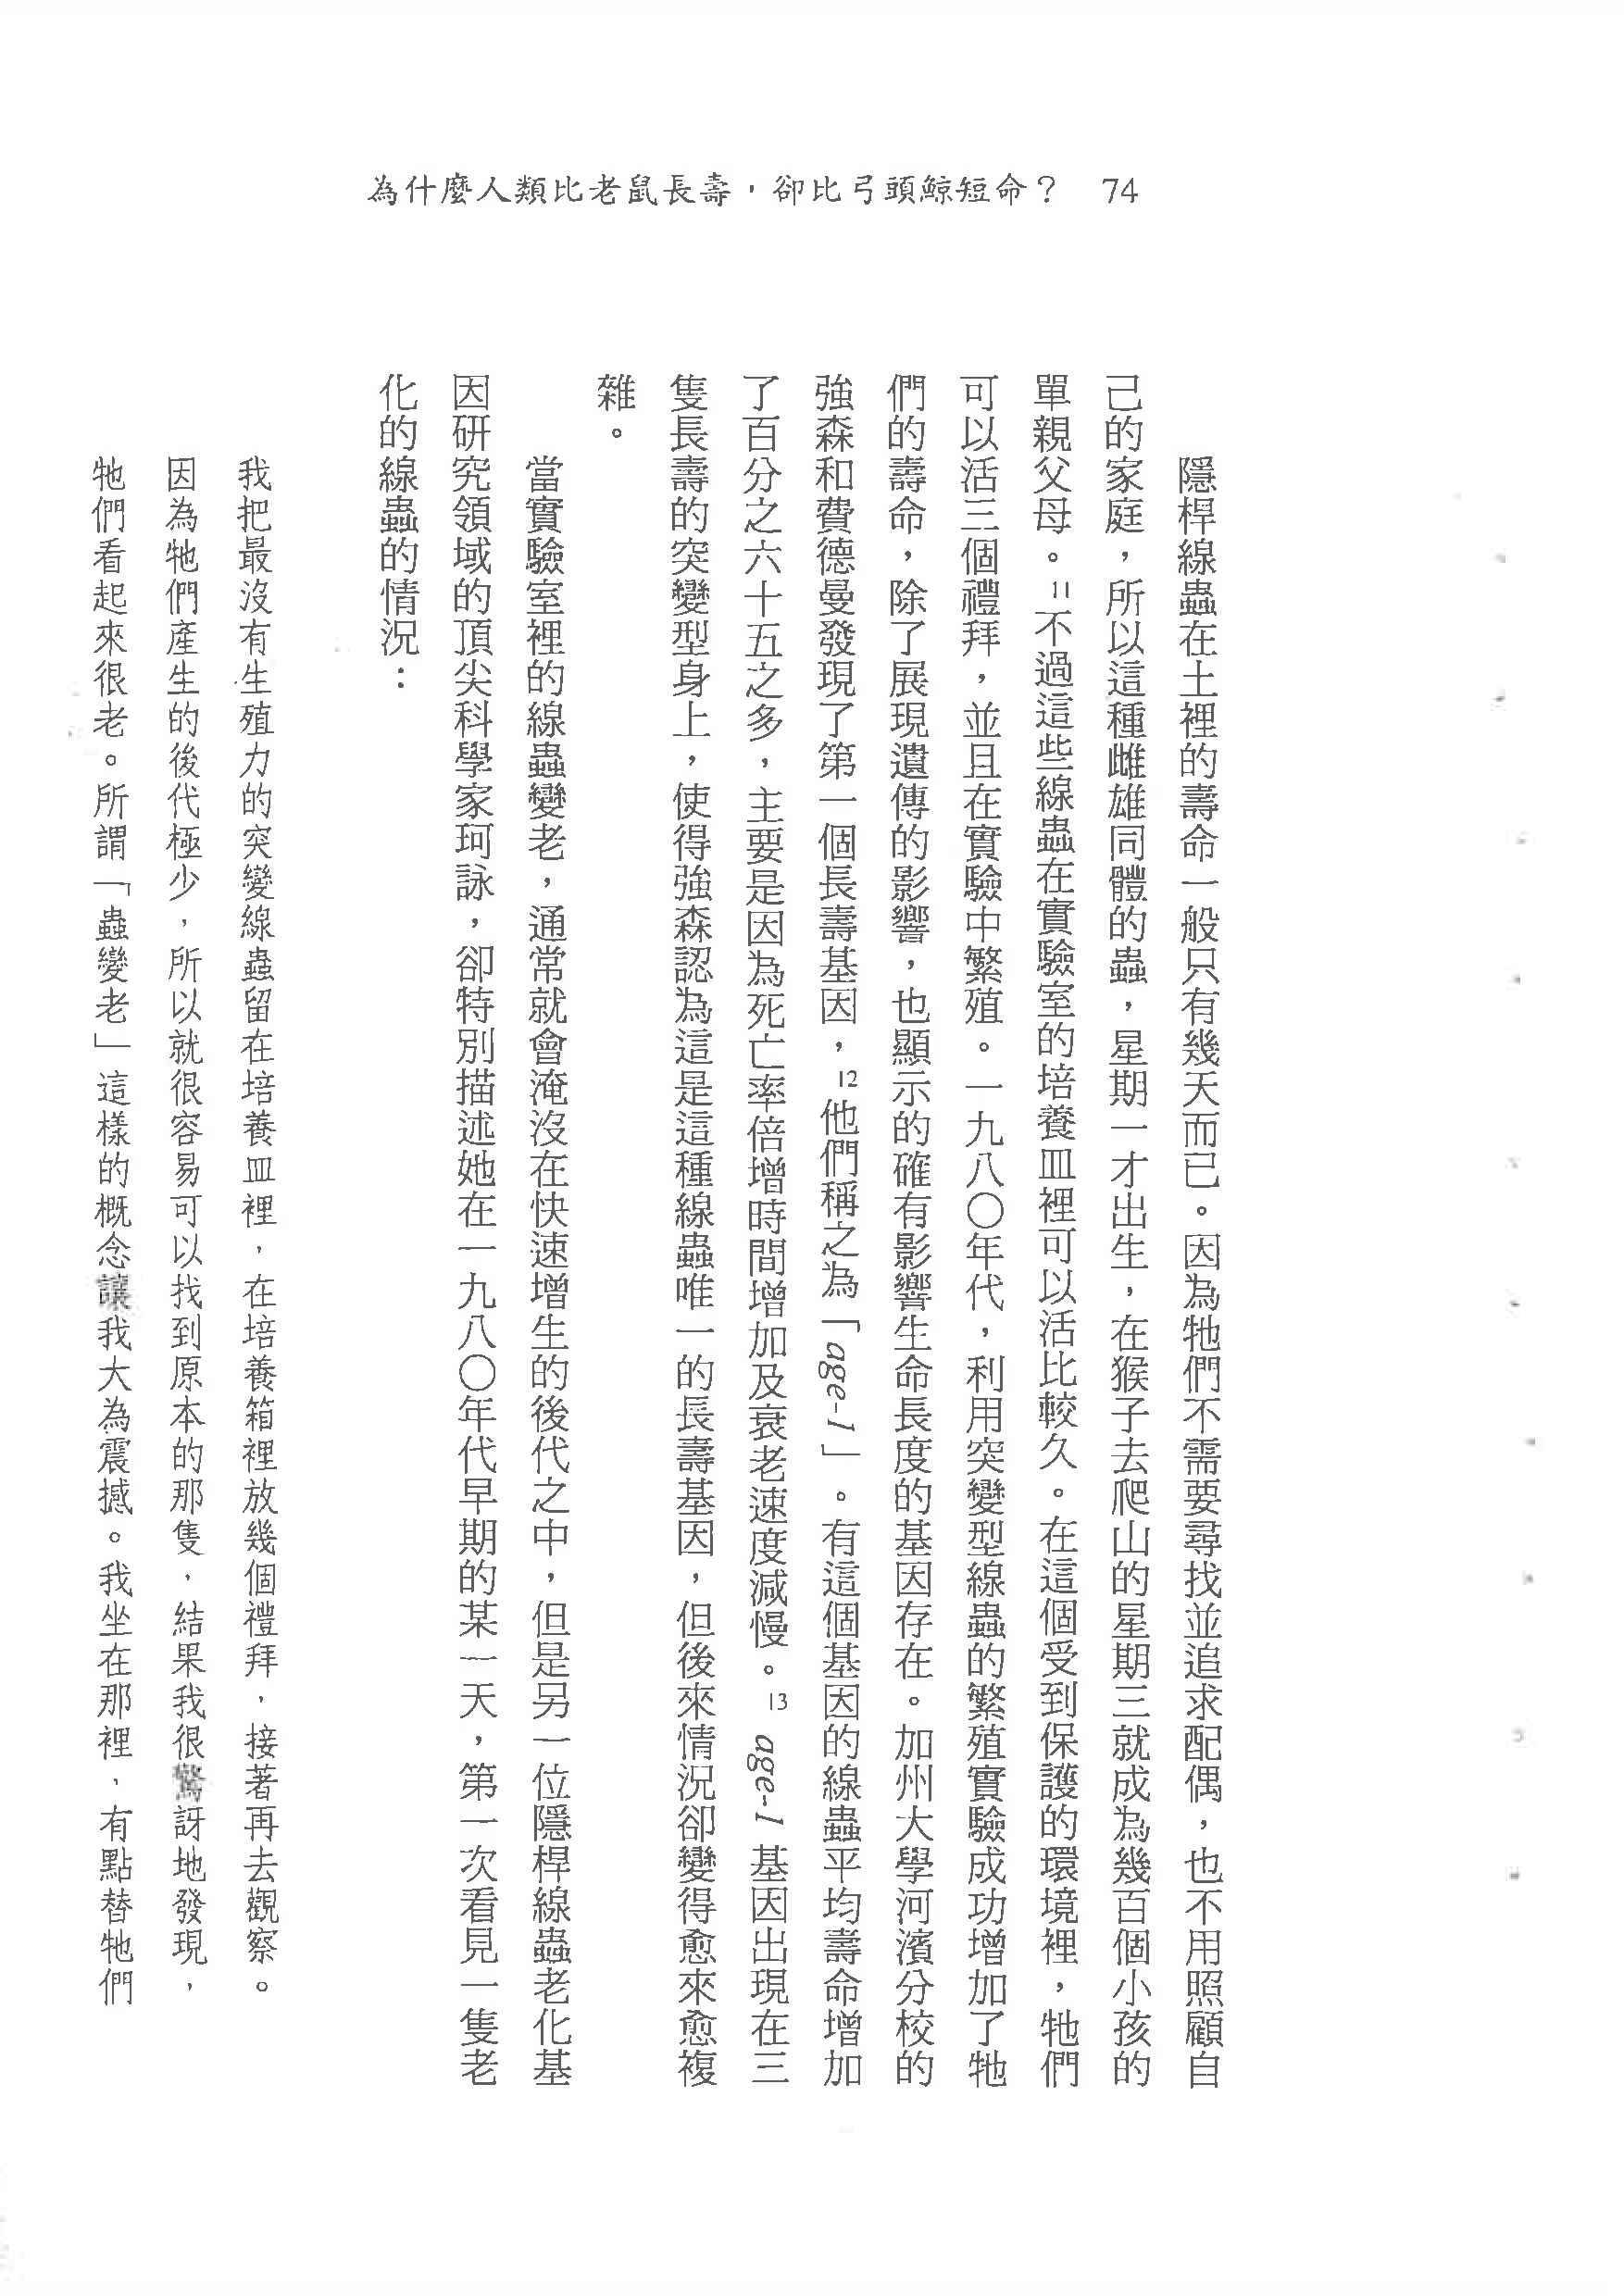 為什麼人類比老鼠長壽，卻比弓頭鯨短命？ 74
隱桿線蟲在土裡的壽命一般只有幾天而已。因為牠們不需要尋找並追求配偶，也不用照顧自
己的家庭，所以這種雌雄同體的蟲，星期一才出生，在猴子去爬山的星期三就成為幾百個小孩的
單親父母。11不過這些線蟲在實驗室的培養皿裡可以活比較久。在這個受到保護的環境裡，牠們
可以活三個禮拜，並且在實驗中繁殖。一九八〇年代，利用突變型線蟲的繁殖實驗成功增加了牠
們的壽命，除了展現遺傳的影響，也顯示的確有影響生命長度的基因存在。加州大學河濱分校的
強森和費德曼發現了第一個長壽基因，12他們稱之為「age-1」。有這個基因的線蟲平均壽命增加
了百分之六十五之多，主要是因為死亡率倍增時間增加及衰老速度減慢。13 age-1 基因出現在三
隻長壽的突變型身上，使得強森認為這是這種線蟲唯一的長壽基因，但後來情況卻變得愈來愈複
雜。
當實驗室裡的線蟲變老，通常就會淹沒在快速增生的後代之中，但是另一位隱桿線蟲老化基
因研究領域的頂尖科學家珂詠，卻特別描述她在一九八〇年代早期的某一天，第一次看見一隻老
化的線蟲的情況：
我把最沒有生殖力的突變線蟲留在培養皿裡，在培養箱裡放幾個禮拜，接著再去觀察。
因為牠們產生的後代極少，所以就很容易可以找到原本的那隻，結果我很驚訝地發現，
牠們看起來很老。所謂「蟲變老」這樣的概念讓我大為震撼。我坐在那裡，有點替牠們